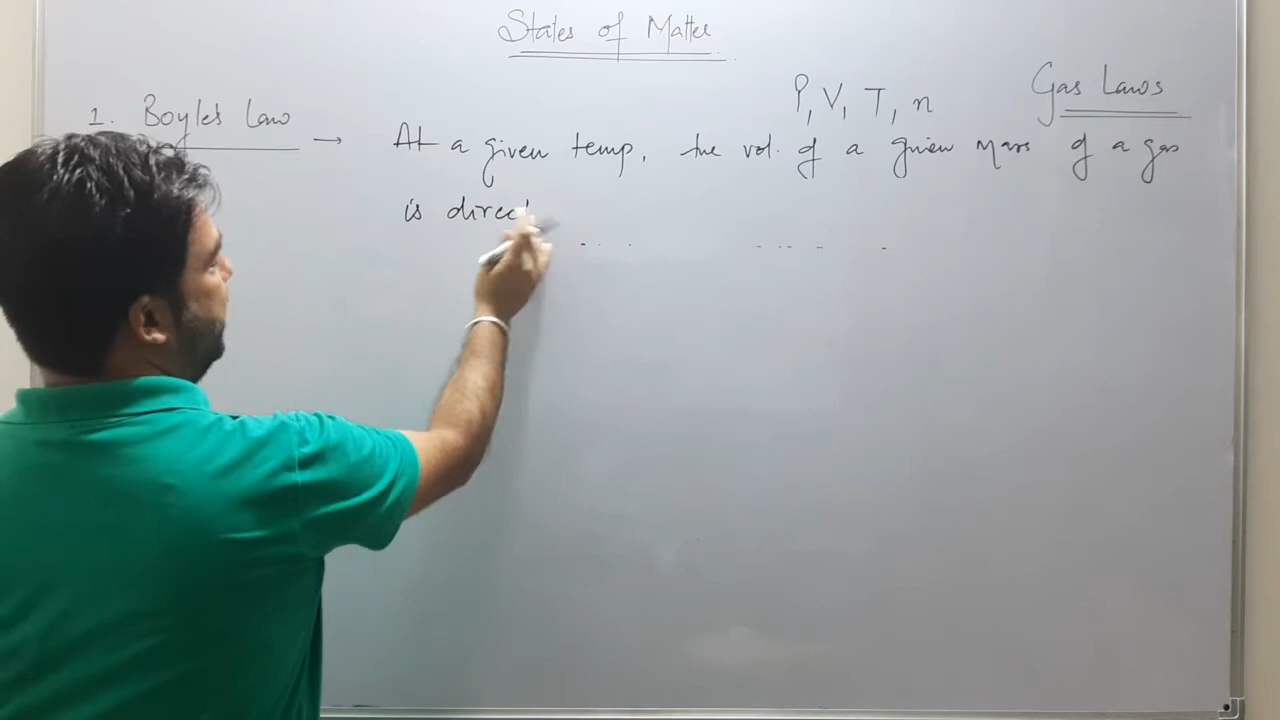 States of Matter
P, V, T, n
Gas Laws
1. Boyle's Law → At a given temp, the vol. of a given mass of a gas
is direct